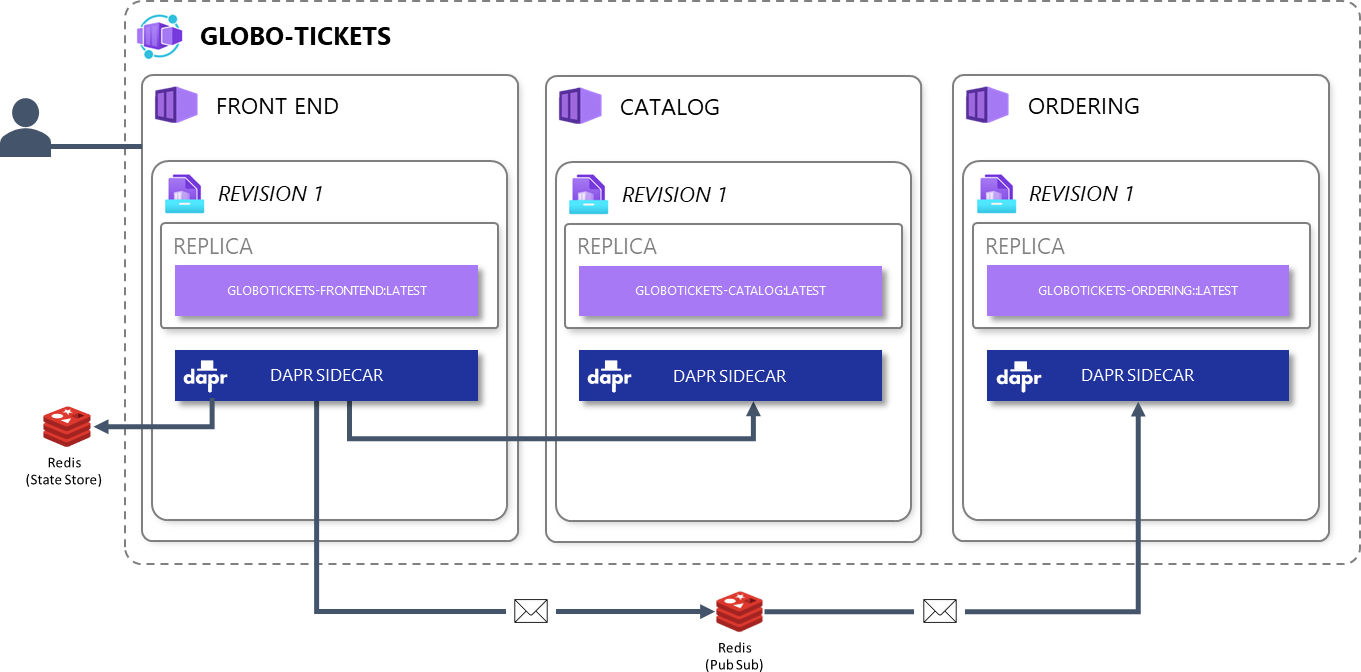 GLOBO-TICKETS
FRONT END
REVISION 1
REPLICA
GLOBOTICKETS-FRONTEND:LATEST
dapr
DAPR SIDECAR
CATALOG
REVISION 1
REPLICA
GLOBOTICKETS-CATALOG:LATEST
dapr
DAPR SIDECAR
ORDERING
REVISION 1
REPLICA
GLOBOTICKETS-ORDERING::LATEST
dapr
DAPR SIDECAR
Redis
(State Store)
Redis
(Pub Sub)